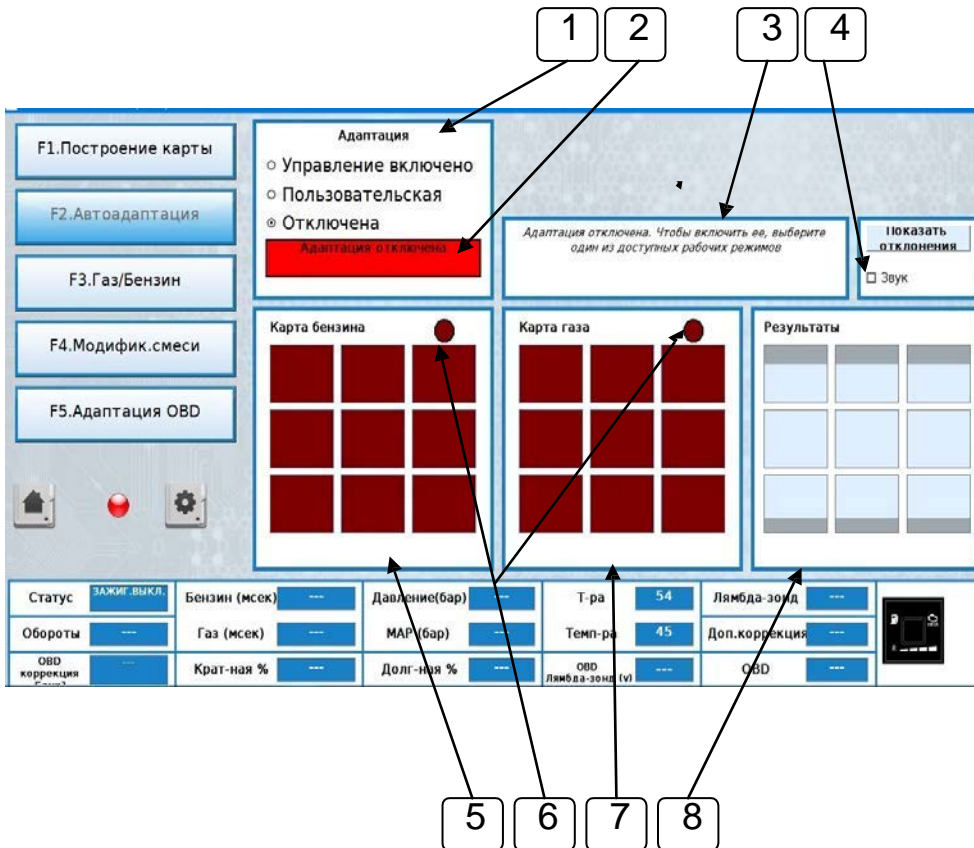 1 2 3 4
F1.Построение карты
F2.Автоадаптация
F3.Газ/Бензин
F4.Модифик.смеси
F5.Адаптация OBD
Адаптация
Управление включено
Пользовательская
Отключена
Адаптация отключена
Адаптация отключена. Чтобы включить ее, выберите
один из доступных рабочих режимов
Показать
отклонения
Звук
Карта бензина
Карта газа
Результаты
Статус ЗАЖИГ.ВЫКЛ. Бензин (мсек) --- Давление(бар) --- Т-ра 54 Лямбда-зонд ---
Обороты --- Газ (мсек) --- MAP (бар) --- Темп-ра 45 Доп.коррекция ---
OBD
коррекция
--- Крат-ная % --- Долг-ная % --- OBD
Лямбда-зонд (v)
--- OBD ---
5 6 7 8